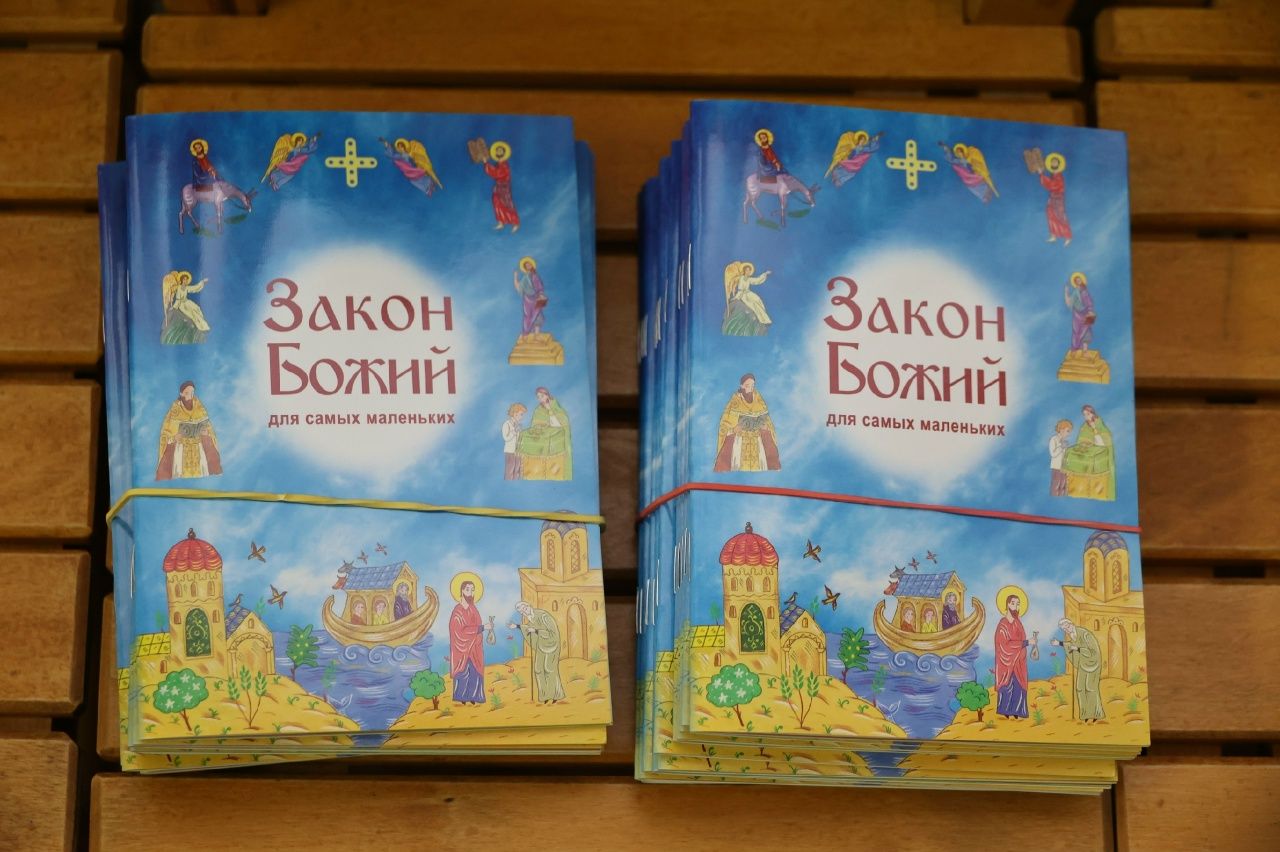 Закон
Божий
для самых маленьких
Закон
Божий
для самых маленьких